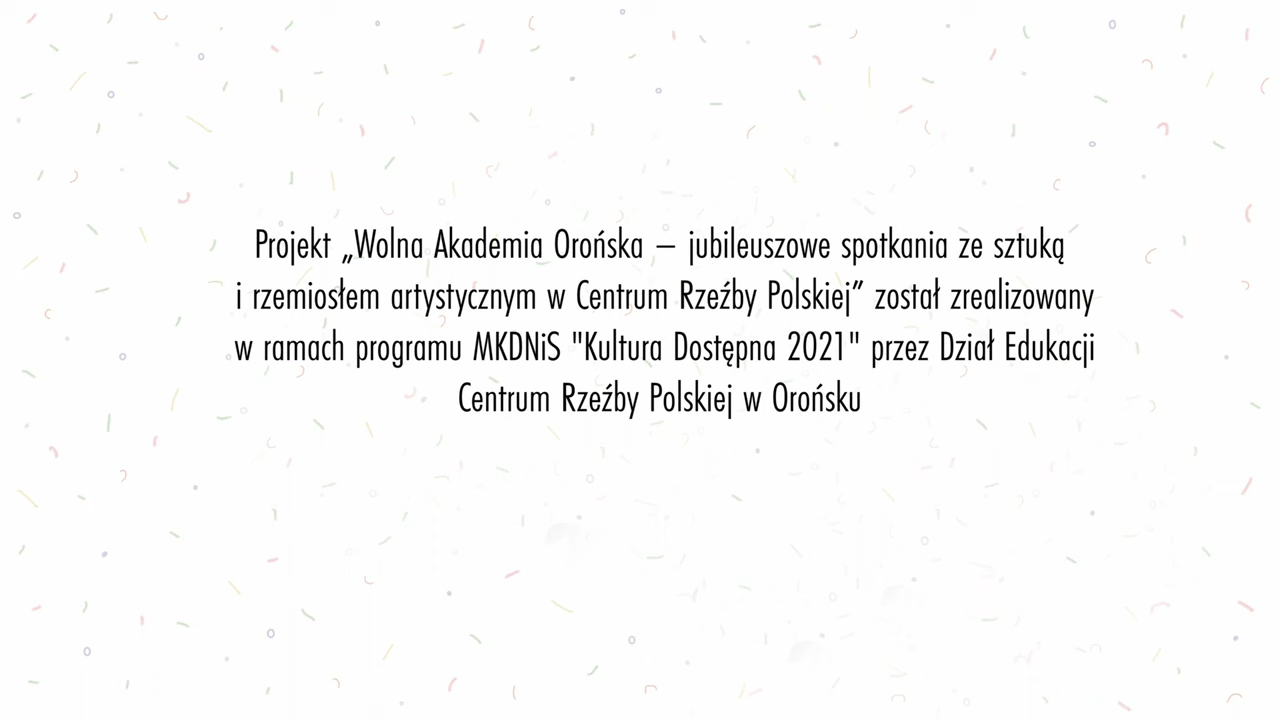 Projekt „Wolna Akademia Orońska – jubileuszowe spotkania ze sztuką
i rzemiosłem artystycznym w Centrum Rzeźby Polskiej” został zrealizowany
w ramach programu MKDNiS "Kultura Dostępna 2021" przez Dział Edukacji
Centrum Rzeźby Polskiej w Orońsku